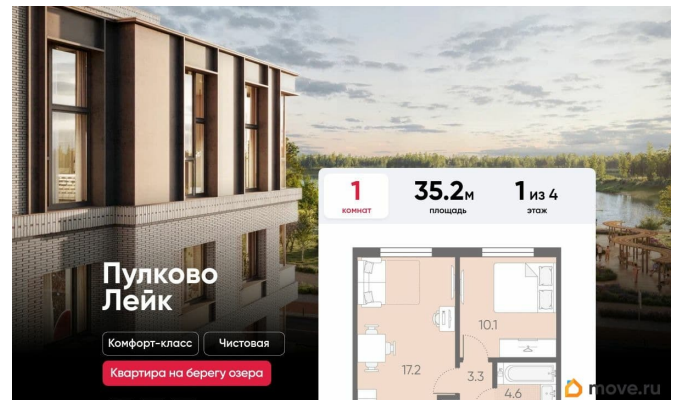 1
комнат
35.2м
площадь
1 из 4
этаж
Пулково
Лейк
Комфорт-класс
Чистовая
Квартира на берегу озера
10.1
17.2
3.3
4.6
move.ru